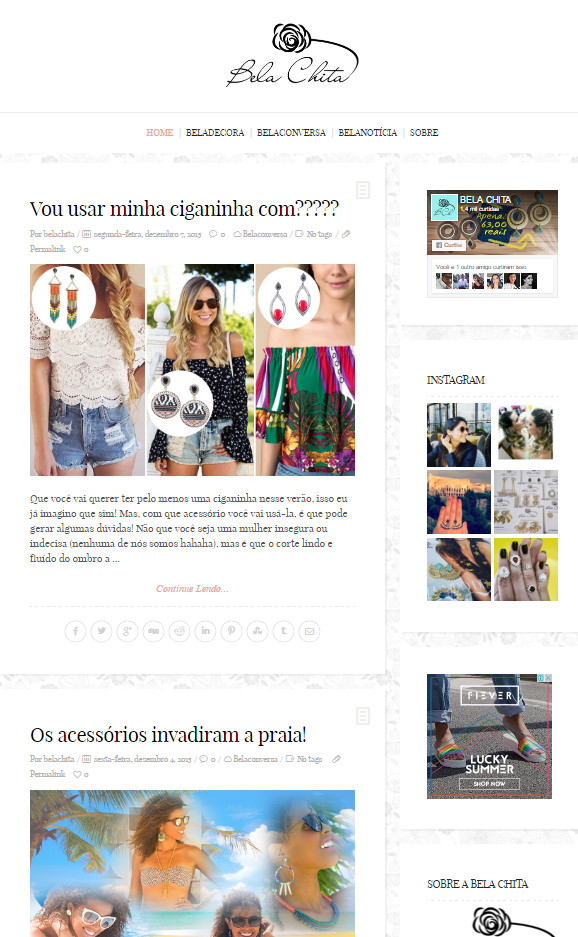 Bela Chita
HOME | BELADECORA | BELACONVERSA | BELANOTÍCIA | SOBRE
Vou usar minha ciganinha com?????
Por belachita / segunda-feira, dezembro 7, 2015 0 Belaconversa / No tags /
Permalink 0
Que você vai querer ter pelo menos uma ciganinha nesse verão, isso eu
já imagino que sim! Mas, com que acessório você vai usá-la, é que pode
gerar algumas dúvidas! Não que você seja uma mulher insegura ou
indecisa (nenhuma de nós somos hahaha), mas é que o corte lindo e
fluído do ombro a ...
Continue Lendo...
Os acessórios invadiram a praia!
Por belachita / sexta-feira, dezembro 4, 2015 / 0 / Belaconversa / No tags
Permalink 0
BELA CHITA
1,4 mil curtidas
Apenas
63,00
reais
Curtiu
Você e 1 outro amigo curtiram isso
INSTAGRAM
FIEVER
LUCKY
SUMMER
SHOP NOW
SOBRE A BELA CHITA